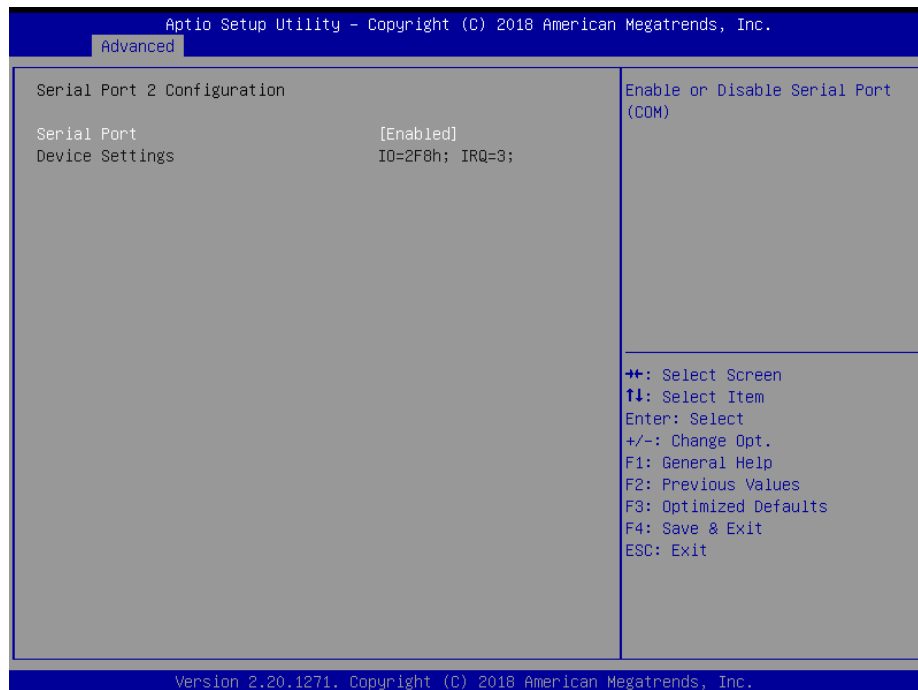 Aptio Setup Utility – Copyright (C) 2018 American Megatrends, Inc.
Advanced
Serial Port 2 Configuration
Serial Port [Enabled]
Device Settings IO=2F8h; IRQ=3;
Enable or Disable Serial Port
(COM)
→←: Select Screen
↑↓: Select Item
Enter: Select
+/-: Change Opt.
F1: General Help
F2: Previous Values
F3: Optimized Defaults
F4: Save & Exit
ESC: Exit
Version 2.20.1271. Copyright (C) 2018 American Megatrends, Inc.